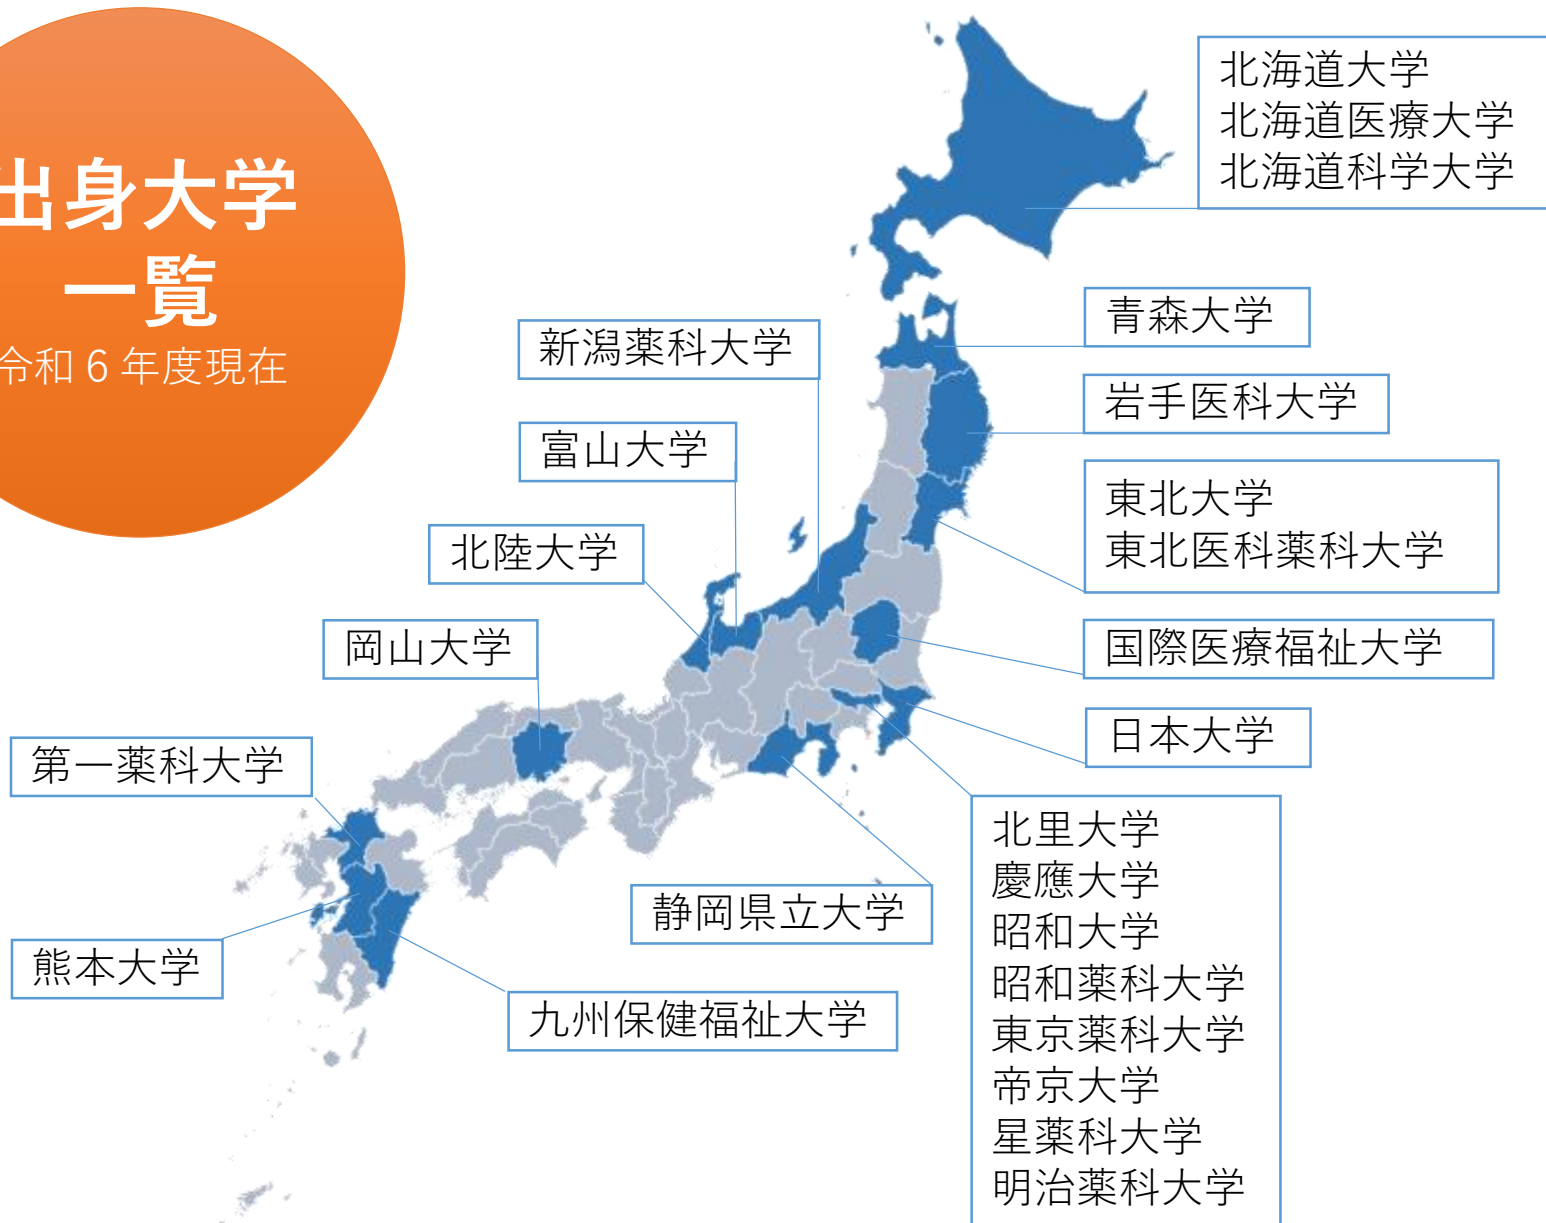 出身大学
一覧
令和6年度現在
北海道大学
北海道医療大学
北海道科学大学
青森大学
岩手医科大学
東北大学
東北医科薬科大学
国際医療福祉大学
日本大学
北里大学
慶應大学
昭和大学
昭和薬科大学
東京薬科大学
帝京大学
星薬科大学
明治薬科大学
新潟薬科大学
富山大学
北陸大学
岡山大学
静岡県立大学
第一薬科大学
熊本大学
九州保健福祉大学